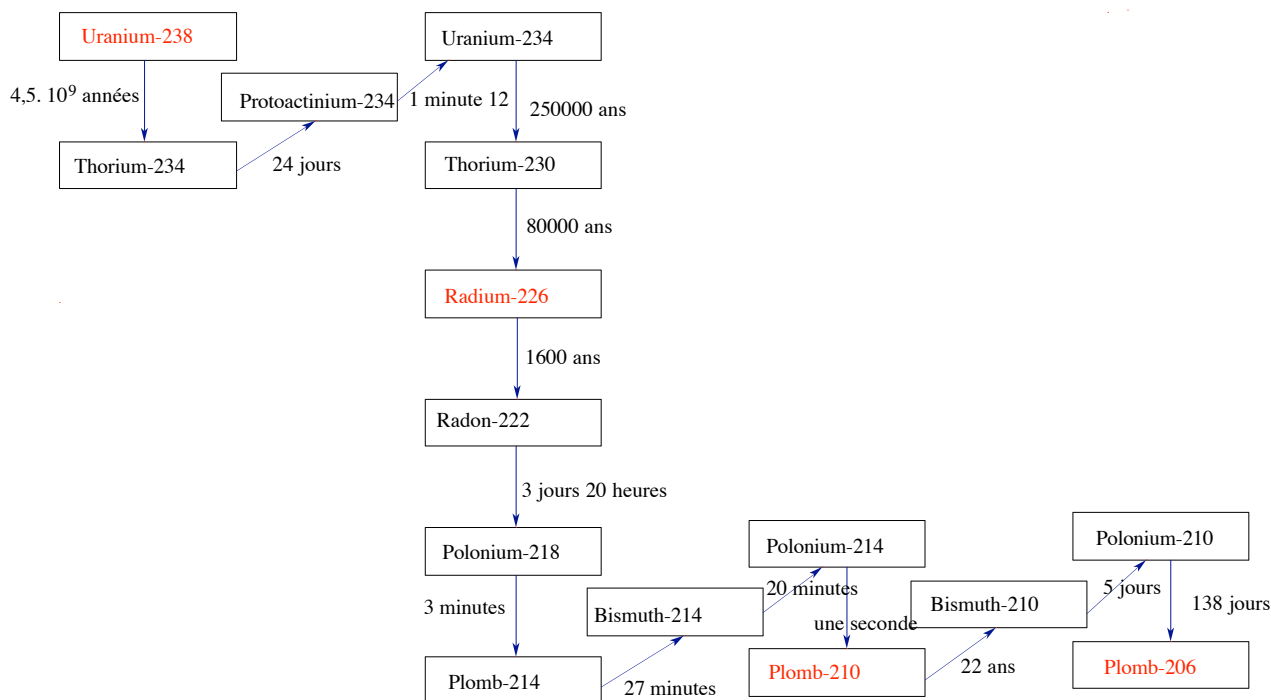 Uranium-238
Uranium-234
4,5. 10⁹ années
Protoactinium-234
1 minute 12
250000 ans
Thorium-234
24 jours
Thorium-230
80000 ans
Radium-226
1600 ans
Radon-222
3 jours 20 heures
Polonium-218
Polonium-214
Polonium-210
3 minutes
Bismuth-214
20 minutes
Bismuth-210
5 jours
138 jours
une seconde
Plomb-214
27 minutes
Plomb-210
22 ans
Plomb-206